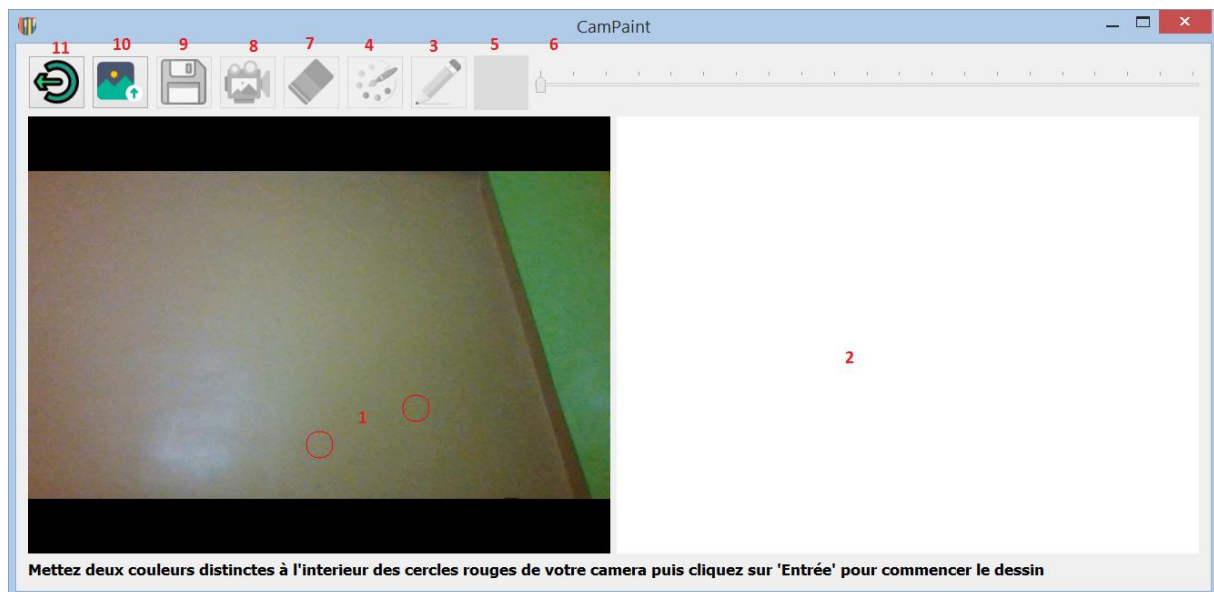 CamPaint
11 10 9 8 7 4 3 5 6
1
2
Mettez deux couleurs distinctes à l'interieur des cercles rouges de votre camera puis cliquez sur 'Entrée' pour commencer le dessin